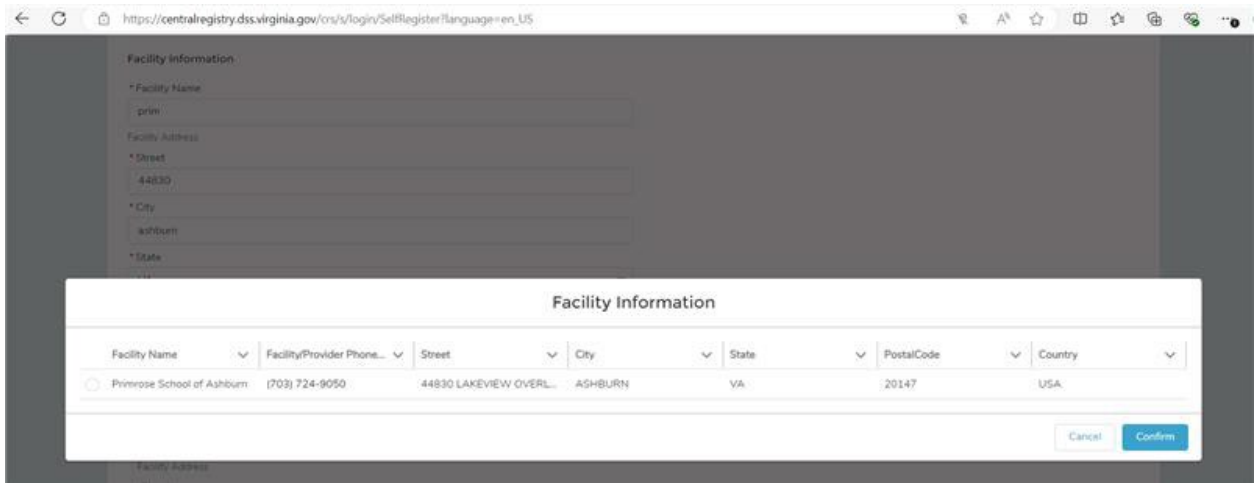 https://centralregistry.dss.virginia.gov/crs/s/login/SelfRegister?language=en_US
Facility Information
* Facility Name
prim
Facility Address
* Street
44830
* City
ashburn
* State
Facility Information
Facility Name Facility/Provider Phone... Street City State PostalCode Country
Primrose School of Ashburn (703) 724-9050 44830 LAKEVIEW OVERL... ASHBURN VA 20147 USA
Cancel Confirm
Facility Address